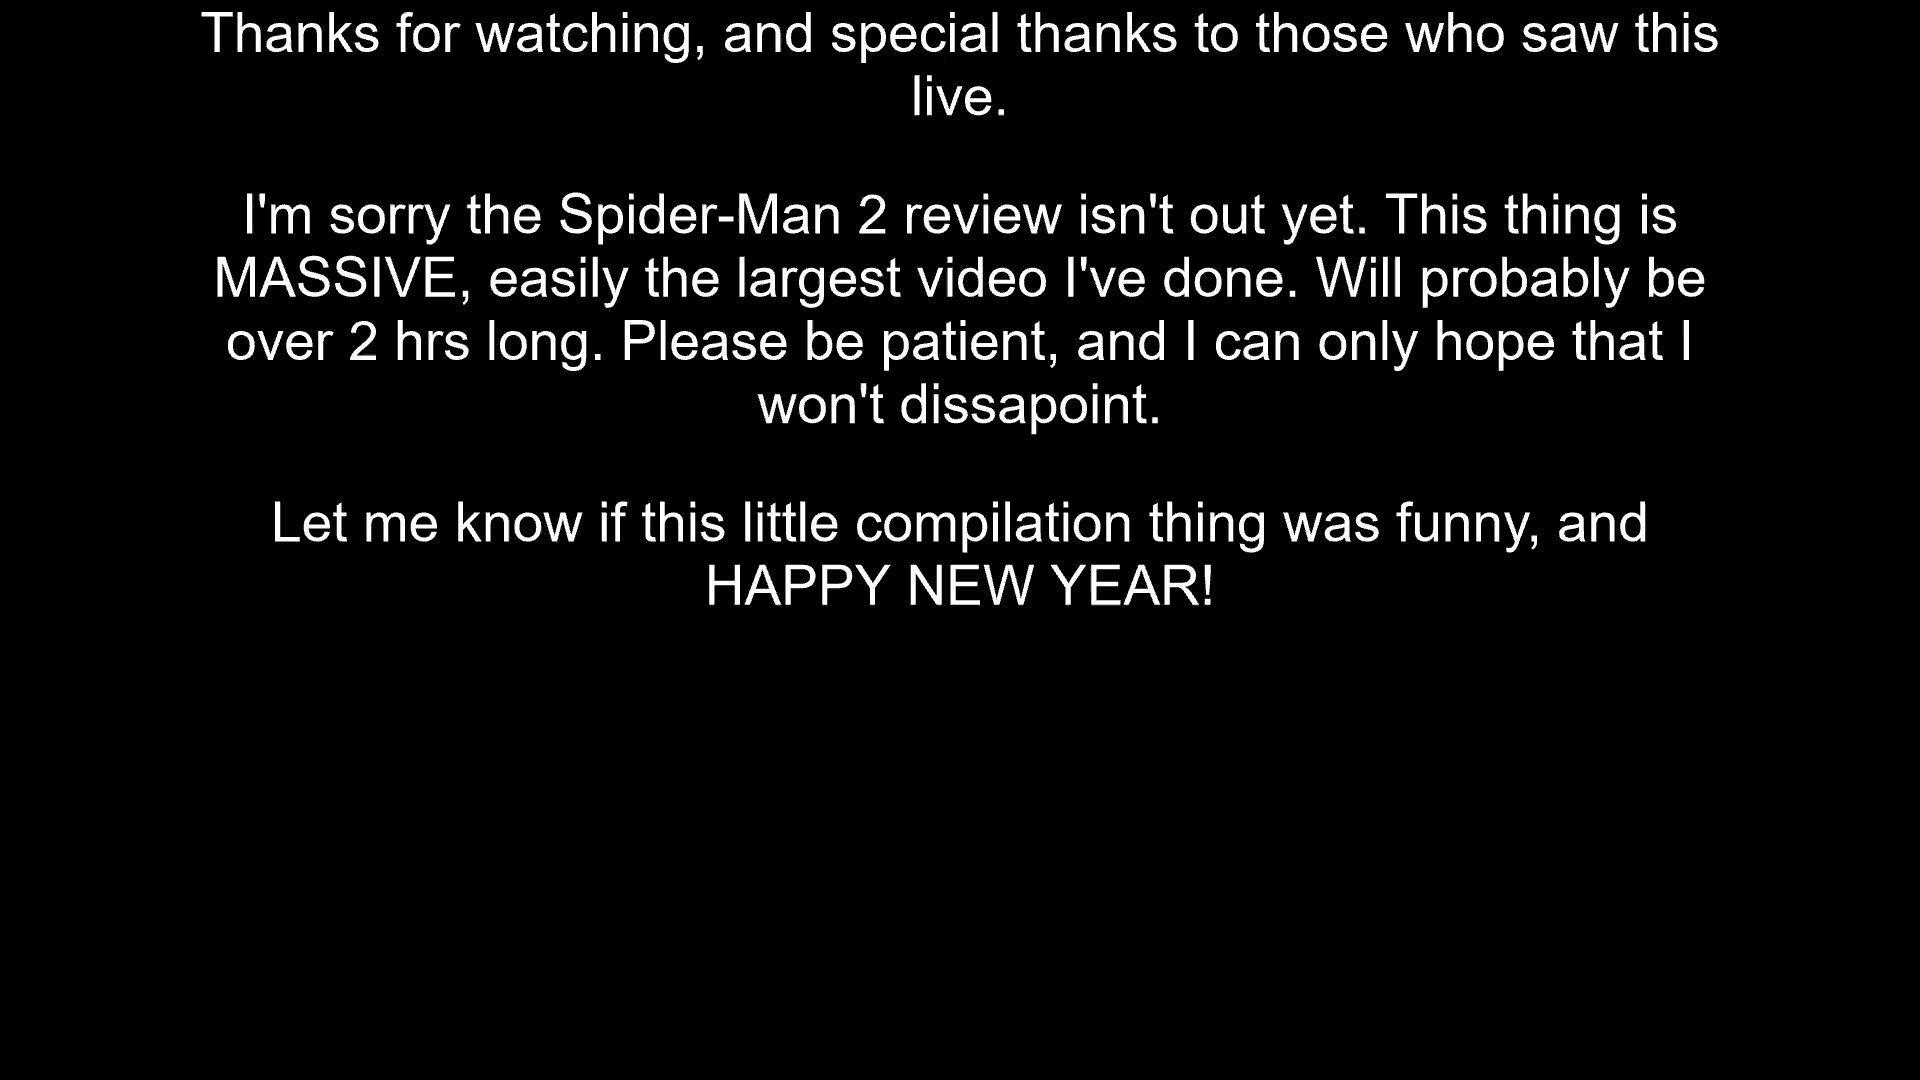 Thanks for watching, and special thanks to those who saw this
live.
I'm sorry the Spider-Man 2 review isn't out yet. This thing is
MASSIVE, easily the largest video I've done. Will probably be
over 2 hrs long. Please be patient, and I can only hope that I
won't dissapoint.
Let me know if this little compilation thing was funny, and
HAPPY NEW YEAR!